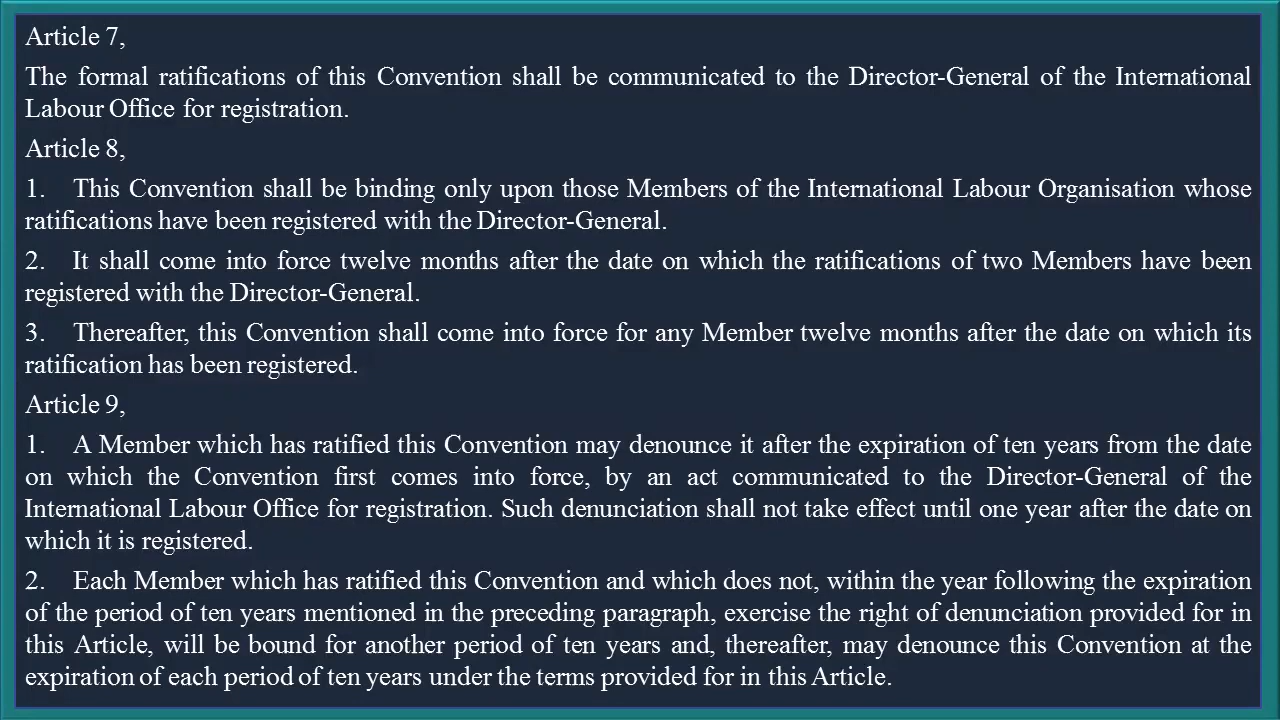 Article 7,
The formal ratifications of this Convention shall be communicated to the Director-General of the International
Labour Office for registration.
Article 8,
1. This Convention shall be binding only upon those Members of the International Labour Organisation whose
ratifications have been registered with the Director-General.
2. It shall come into force twelve months after the date on which the ratifications of two Members have been
registered with the Director-General.
3. Thereafter, this Convention shall come into force for any Member twelve months after the date on which its
ratification has been registered.
Article 9,
1. A Member which has ratified this Convention may denounce it after the expiration of ten years from the date
on which the Convention first comes into force, by an act communicated to the Director-General of the
International Labour Office for registration. Such denunciation shall not take effect until one year after the date on
which it is registered.
2. Each Member which has ratified this Convention and which does not, within the year following the expiration
of the period of ten years mentioned in the preceding paragraph, exercise the right of denunciation provided for in
this Article, will be bound for another period of ten years and, thereafter, may denounce this Convention at the
expiration of each period of ten years under the terms provided for in this Article.